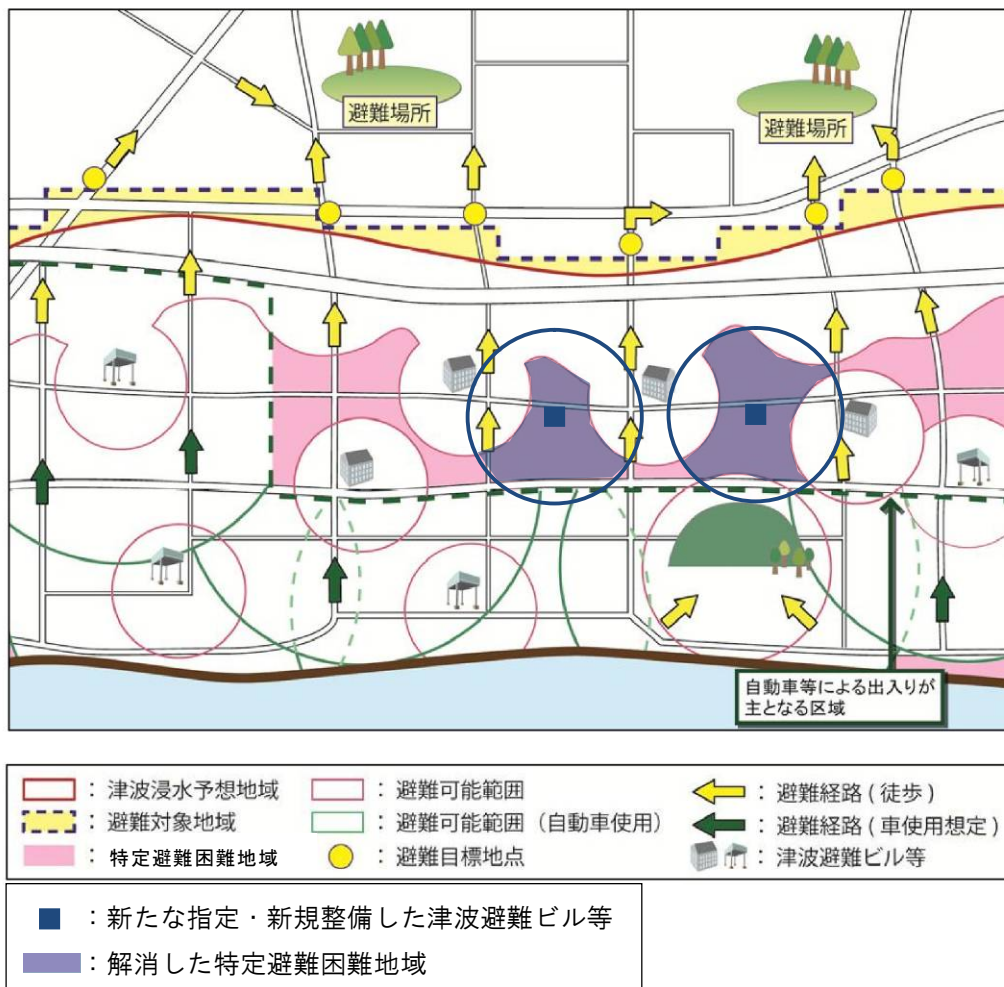 避難場所
避難場所
自動車等による出入りが
主となる区域
：津波浸水予想地域
：避難対象地域
：特定避難困難地域
：避難可能範囲
：避難可能範囲（自動車使用）
：避難目標地点
：避難経路（徒歩）
：避難経路（車使用想定）
：津波避難ビル等
：新たな指定・新規整備した津波避難ビル等
：解消した特定避難困難地域